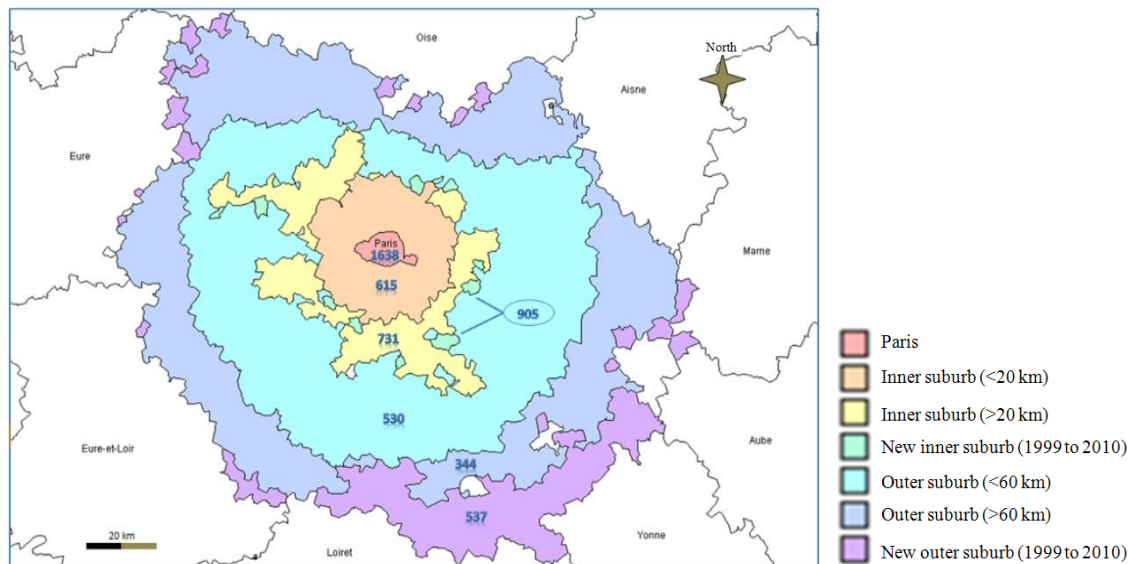 Oise
North
Aisne
Eure
Paris
1638
Marne
615
905
731
530
Eure-et-Loir
Aube
344
537
20 km
Yonne
Loiret
Paris
Inner suburb (<20 km)
Inner suburb (>20 km)
New inner suburb (1999 to 2010)
Outer suburb (<60 km)
Outer suburb (>60 km)
New outer suburb (1999 to 2010)